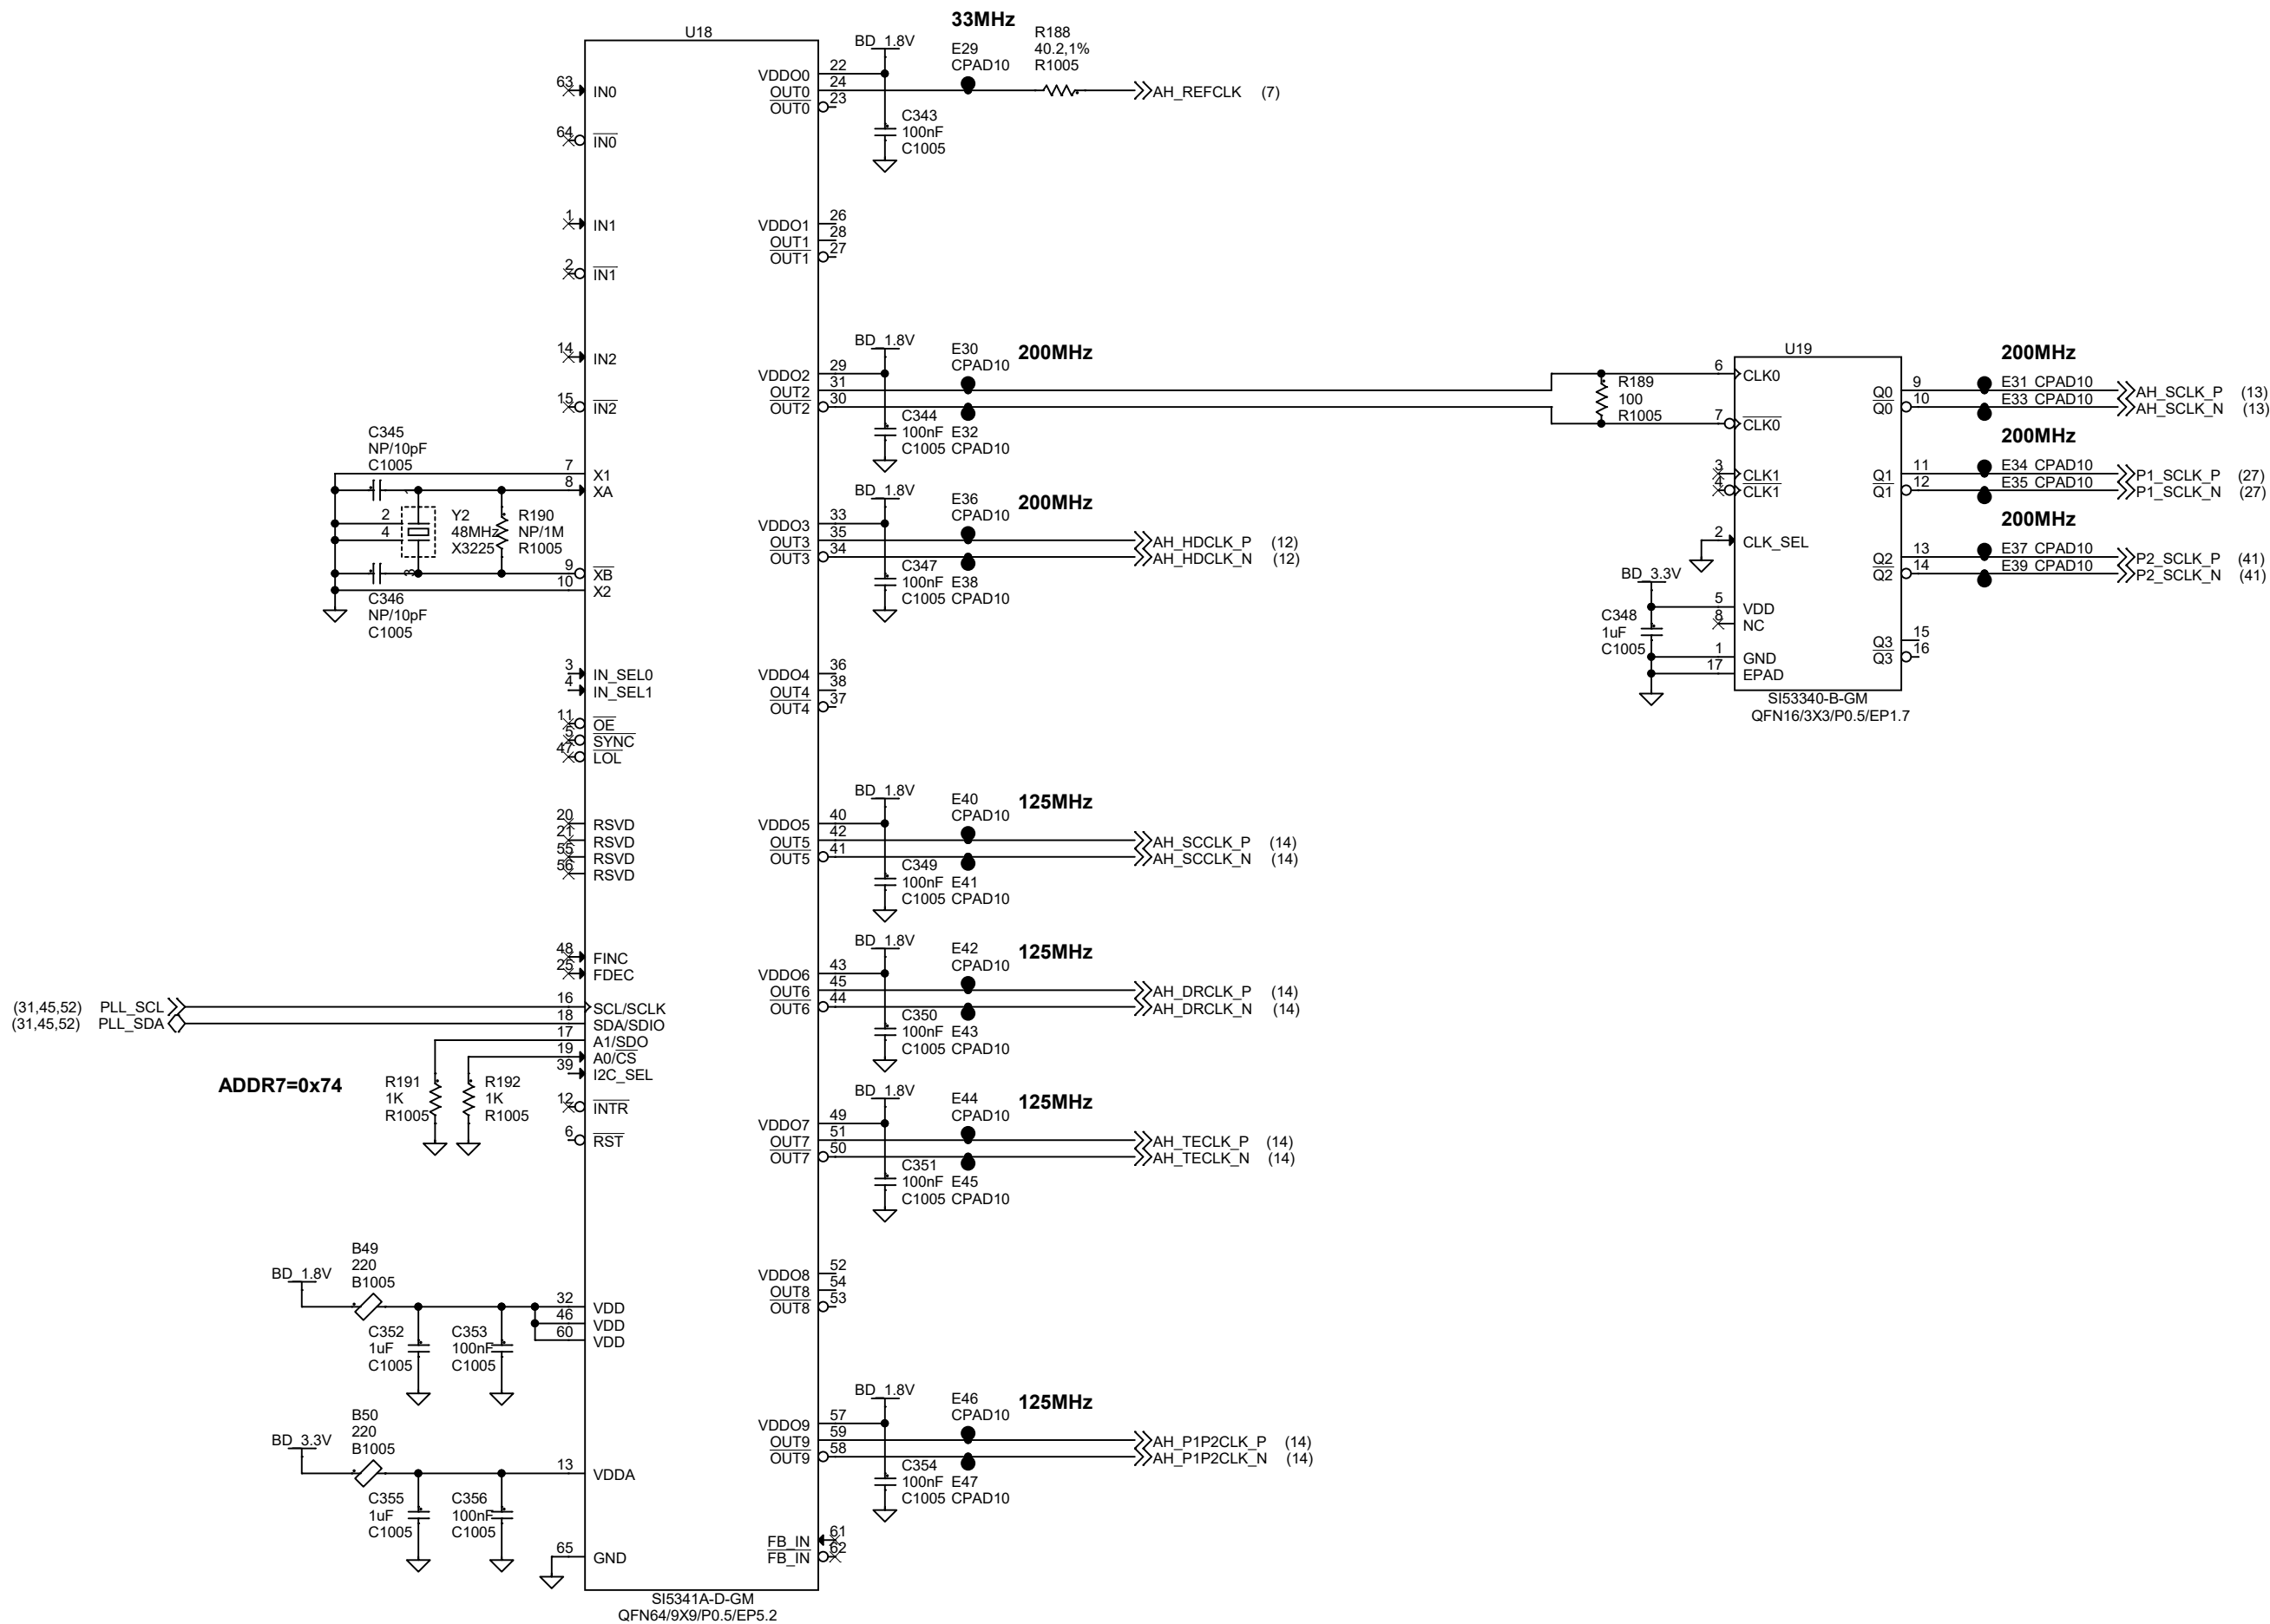 U18
63
IN0
64
IN0
1
IN1
2
IN1
14
IN2
15
IN2
C345
NP/10pF
C1005
7
X1
8
XA
2
4
Y2
48MHz
X3225
R190
NP/1M
R1005
3
9
XB
10
X2
C346
NP/10pF
C1005
3
IN_SEL0
4
IN_SEL1
11
OE
5
SYNC
47
LOL
20
RSVD
21
RSVD
55
RSVD
56
RSVD
48
FINC
25
FDEC
(31,45,52) PLL_SCL
16
SCL/SCLK
(31,45,52) PLL_SDA
18
SDA/SDIO
17
A1/SDO
19
A0/CS
39
I2C_SEL
ADDR7=0x74
R191
1K
R1005
R192
1K
R1005
12
INTR
6
RST
B49
220
B1005
BD_1.8V
32
VDD
46
VDD
60
VDD
C352
1uF
C1005
C353
100nF
C1005
B50
220
B1005
BD_3.3V
13
VDDA
C355
1uF
C1005
C356
100nF
C1005
65
GND
SI5341A-D-GM
QFN64/9X9/P0.5/EP5.2
33MHz
BD_1.8V
E29
CPAD10
R188
40.2,1%
R1005
VDDO0
22
OUT0
24
OUT0
23
AH_REFCLK (7)
C343
100nF
C1005
VDDO1
26
OUT1
28
OUT1
27
BD_1.8V
E30
CPAD10
200MHz
VDDO2
29
OUT2
31
OUT2
30
C344
100nF
C1005
E32
CPAD10
BD_1.8V
E36
CPAD10
200MHz
VDDO3
33
OUT3
35
OUT3
34
AH_HDCLK_P (12)
AH_HDCLK_N (12)
C347
100nF
C1005
E38
CPAD10
VDDO4
36
OUT4
38
OUT4
37
BD_1.8V
E40
CPAD10
125MHz
VDDO5
40
OUT5
42
OUT5
41
AH_SCCLK_P (14)
AH_SCCLK_N (14)
C349
100nF
C1005
E41
CPAD10
BD_1.8V
E42
CPAD10
125MHz
VDDO6
43
OUT6
45
OUT6
44
AH_DRCLK_P (14)
AH_DRCLK_N (14)
C350
100nF
C1005
E43
CPAD10
BD_1.8V
E44
CPAD10
125MHz
VDDO7
49
OUT7
51
OUT7
50
AH_TECLK_P (14)
AH_TECLK_N (14)
C351
100nF
C1005
E45
CPAD10
VDDO8
52
OUT8
54
OUT8
53
BD_1.8V
E46
CPAD10
125MHz
VDDO9
57
OUT9
59
OUT9
58
AH_P1P2CLK_P (14)
AH_P1P2CLK_N (14)
C354
100nF
C1005
E47
CPAD10
FB_IN
61
FB_IN
62
U19
6
CLK0
R189
100
R1005
7
CLK0
3
CLK1
4
CLK1
2
CLK_SEL
BD_3.3V
5
VDD
8
NC
C348
1uF
C1005
1
GND
17
EPAD
200MHz
Q0
9
E31 CPAD10
AH_SCLK_P (13)
Q0
10
E33 CPAD10
AH_SCLK_N (13)
200MHz
Q1
11
E34 CPAD10
P1_SCLK_P (27)
Q1
12
E35 CPAD10
P1_SCLK_N (27)
200MHz
Q2
13
E37 CPAD10
P2_SCLK_P (41)
Q2
14
E39 CPAD10
P2_SCLK_N (41)
Q3
15
Q3
16
SI53340-B-GM
QFN16/3X3/P0.5/EP1.7